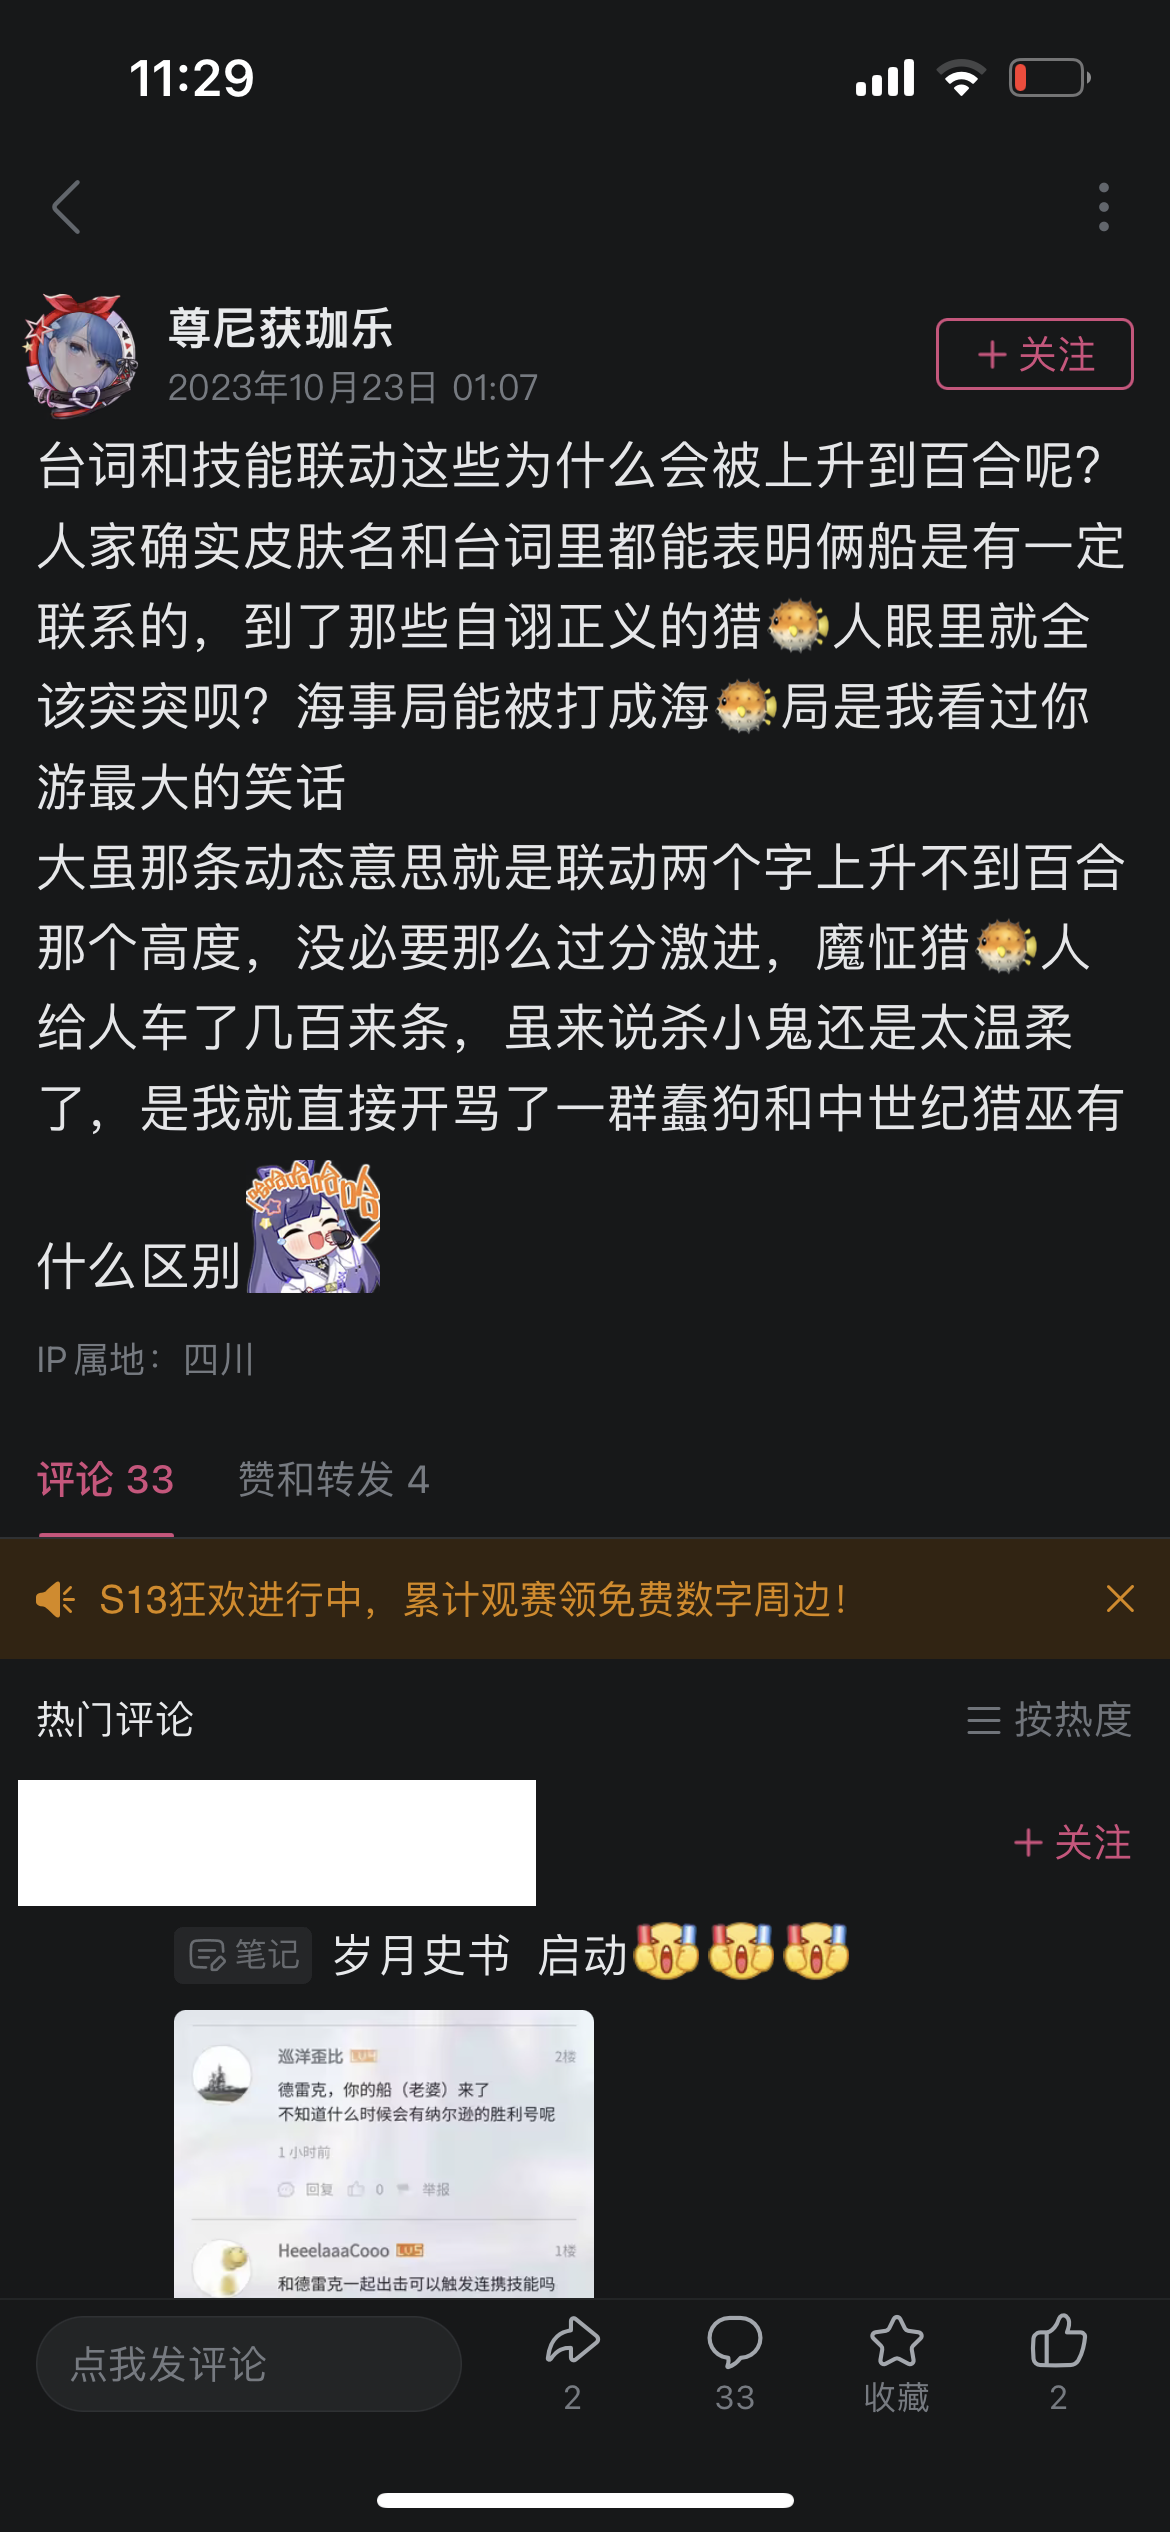 11:29
尊尼获珈乐
2023年10月23日 01:07
+ 关注
台词和技能联动这些为什么会被上升到百合呢?
人家确实皮肤名和台词里都能表明俩船是有一定
联系的，到了那些自诩正义的猎🐡人眼里就全
该突突呗？海事局能被打成海🐡局是我看过你
游最大的笑话
大虽那条动态意思就是联动两个字上升不到百合
那个高度，没必要那么过分激进，魔怔猎🐡人
给人车了几百来条，虽来说杀小鬼还是太温柔
了，是我就直接开骂了一群蠢狗和中世纪猎巫有
什么区别
哈哈哈哈哈哈
IP 属地：四川
评论 33
赞和转发 4
S13狂欢进行中，累计观赛领免费数字周边！
热门评论
按热度
+ 关注
笔记 岁月史书 启动
巡洋歪比 LV4
2楼
德雷克，你的船（老婆）来了
不知道什么时候会有纳尔逊的胜利号呢
1 小时前
回复 0 举报
HeeelaaaCooo LV5
1楼
和德雷克一起出击可以触发连携技能吗
点我发评论
2
33
收藏
2